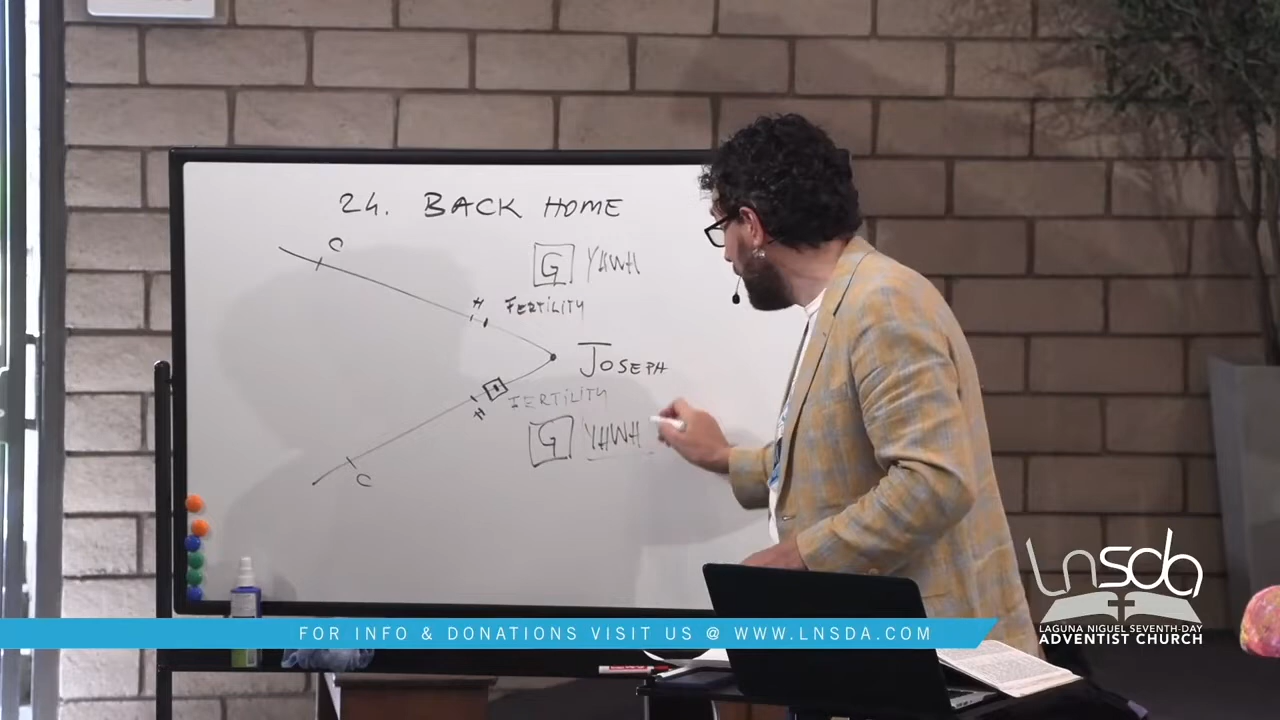 24. BACK HOME
C
G YHWH
H FERTILITY
JOSEPH
H FERTILITY
G YHWH
C
FOR INFO & DONATIONS VISIT US @ WWW.LNSDA.COM
Lnsda
LAGUNA NIGUEL SEVENTH-DAY
ADVENTIST CHURCH